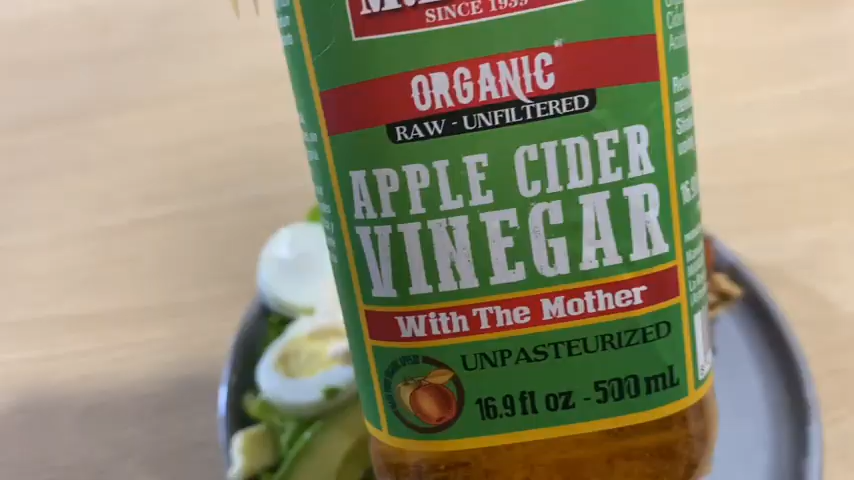 SINCE 1939
ORGANIC
RAW - UNFILTERED
APPLE CIDER
VINEGAR
With The Mother
UNPASTEURIZED
16.9 fl oz - 500 mL